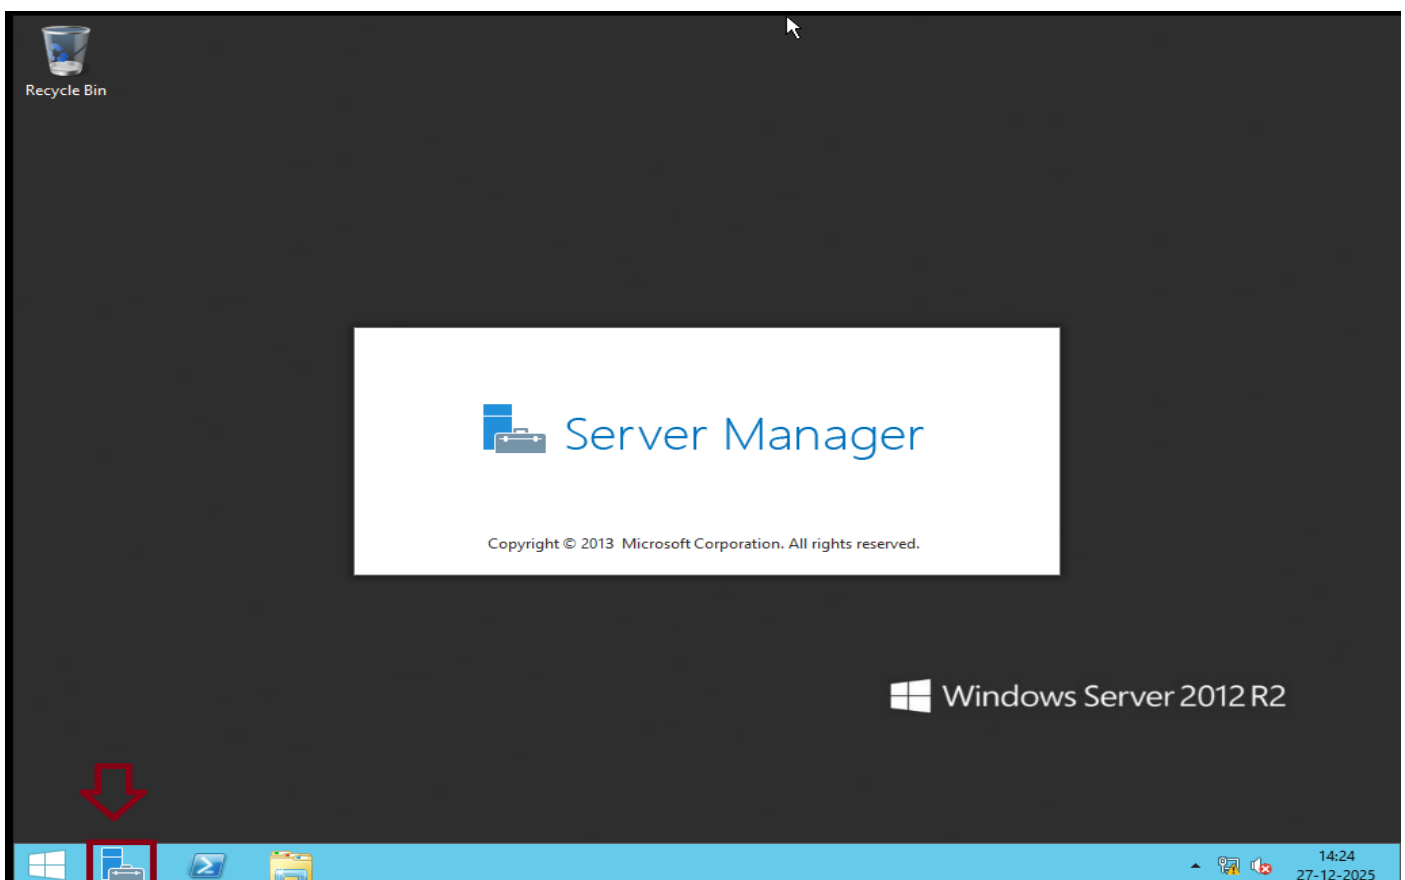 Recycle Bin
Server Manager
Copyright © 2013 Microsoft Corporation. All rights reserved.
Windows Server 2012 R2
14:24
27-12-2025